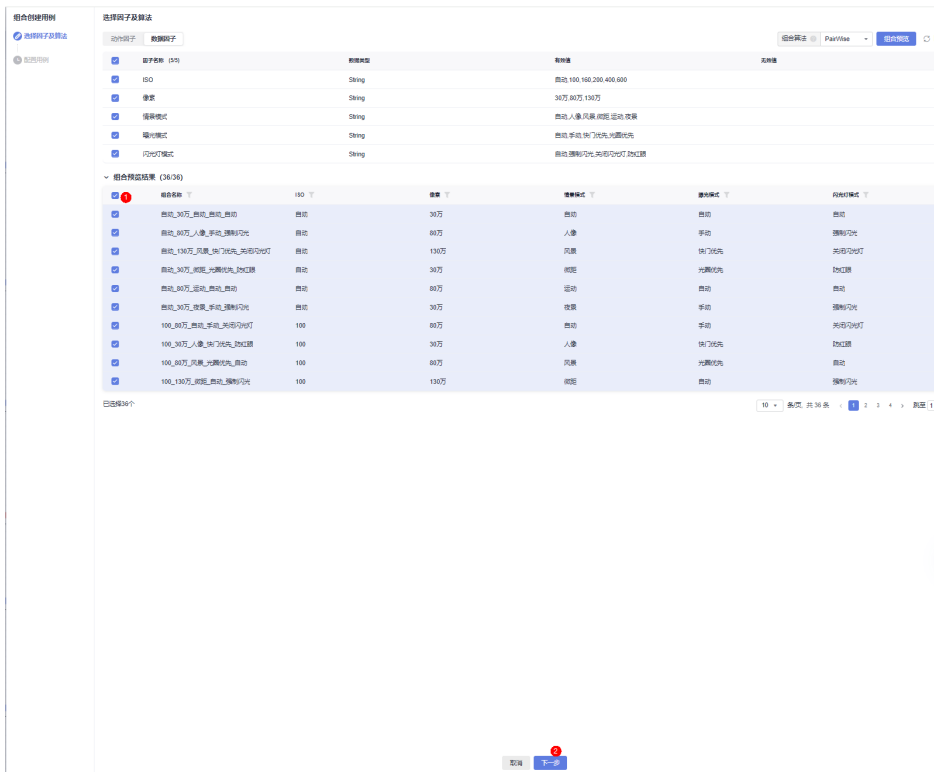 组合创建用例
选择因子及算法
选择因子及算法
配置用例
动作因子 数据因子
组合算法 PairWise 组合预览
因子名称 (5/5) 数据类型 有效值 无效值
ISO String 自动,100,160,200,400,600
像素 String 30万,80万,130万
情景模式 String 自动,人像,风景,微距,运动,夜景
曝光模式 String 自动,手动,快门优先,光圈优先
闪光灯模式 String 自动,强制闪光,关闭闪光灯,防红眼
组合预览结果 (36/36)
1 组合名称 ISO 像素 情景模式 曝光模式 闪光灯模式
自动_30万_自动_自动_自动 自动 30万 自动 自动 自动
自动_80万_人像_手动_强制闪光 自动 80万 人像 手动 强制闪光
自动_130万_风景_快门优先_关闭闪光灯 自动 130万 风景 快门优先 关闭闪光灯
自动_30万_微距_光圈优先_防红眼 自动 30万 微距 光圈优先 防红眼
自动_80万_运动_自动_自动 自动 80万 运动 自动 自动
自动_30万_夜景_手动_强制闪光 自动 30万 夜景 手动 强制闪光
100_80万_自动_手动_关闭闪光灯 100 80万 自动 手动 关闭闪光灯
100_30万_人像_快门优先_防红眼 100 30万 人像 快门优先 防红眼
100_80万_风景_光圈优先_自动 100 80万 风景 光圈优先 自动
100_130万_微距_自动_强制闪光 100 130万 微距 自动 强制闪光
已选择36个 10 条/页, 共 36 条 1 2 3 4 跳至 1
2
取消 下一步